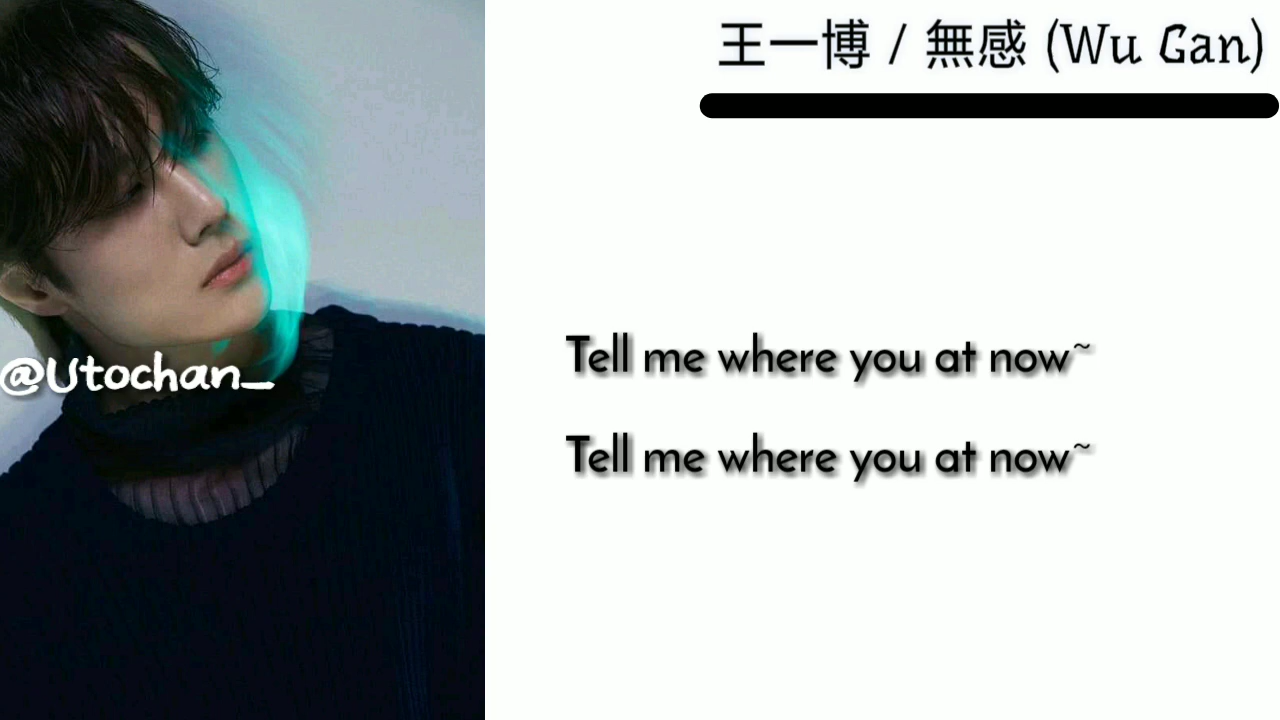 王一博 / 無感 (Wu Gan)
@Utochan_
Tell me where you at now~
Tell me where you at now~